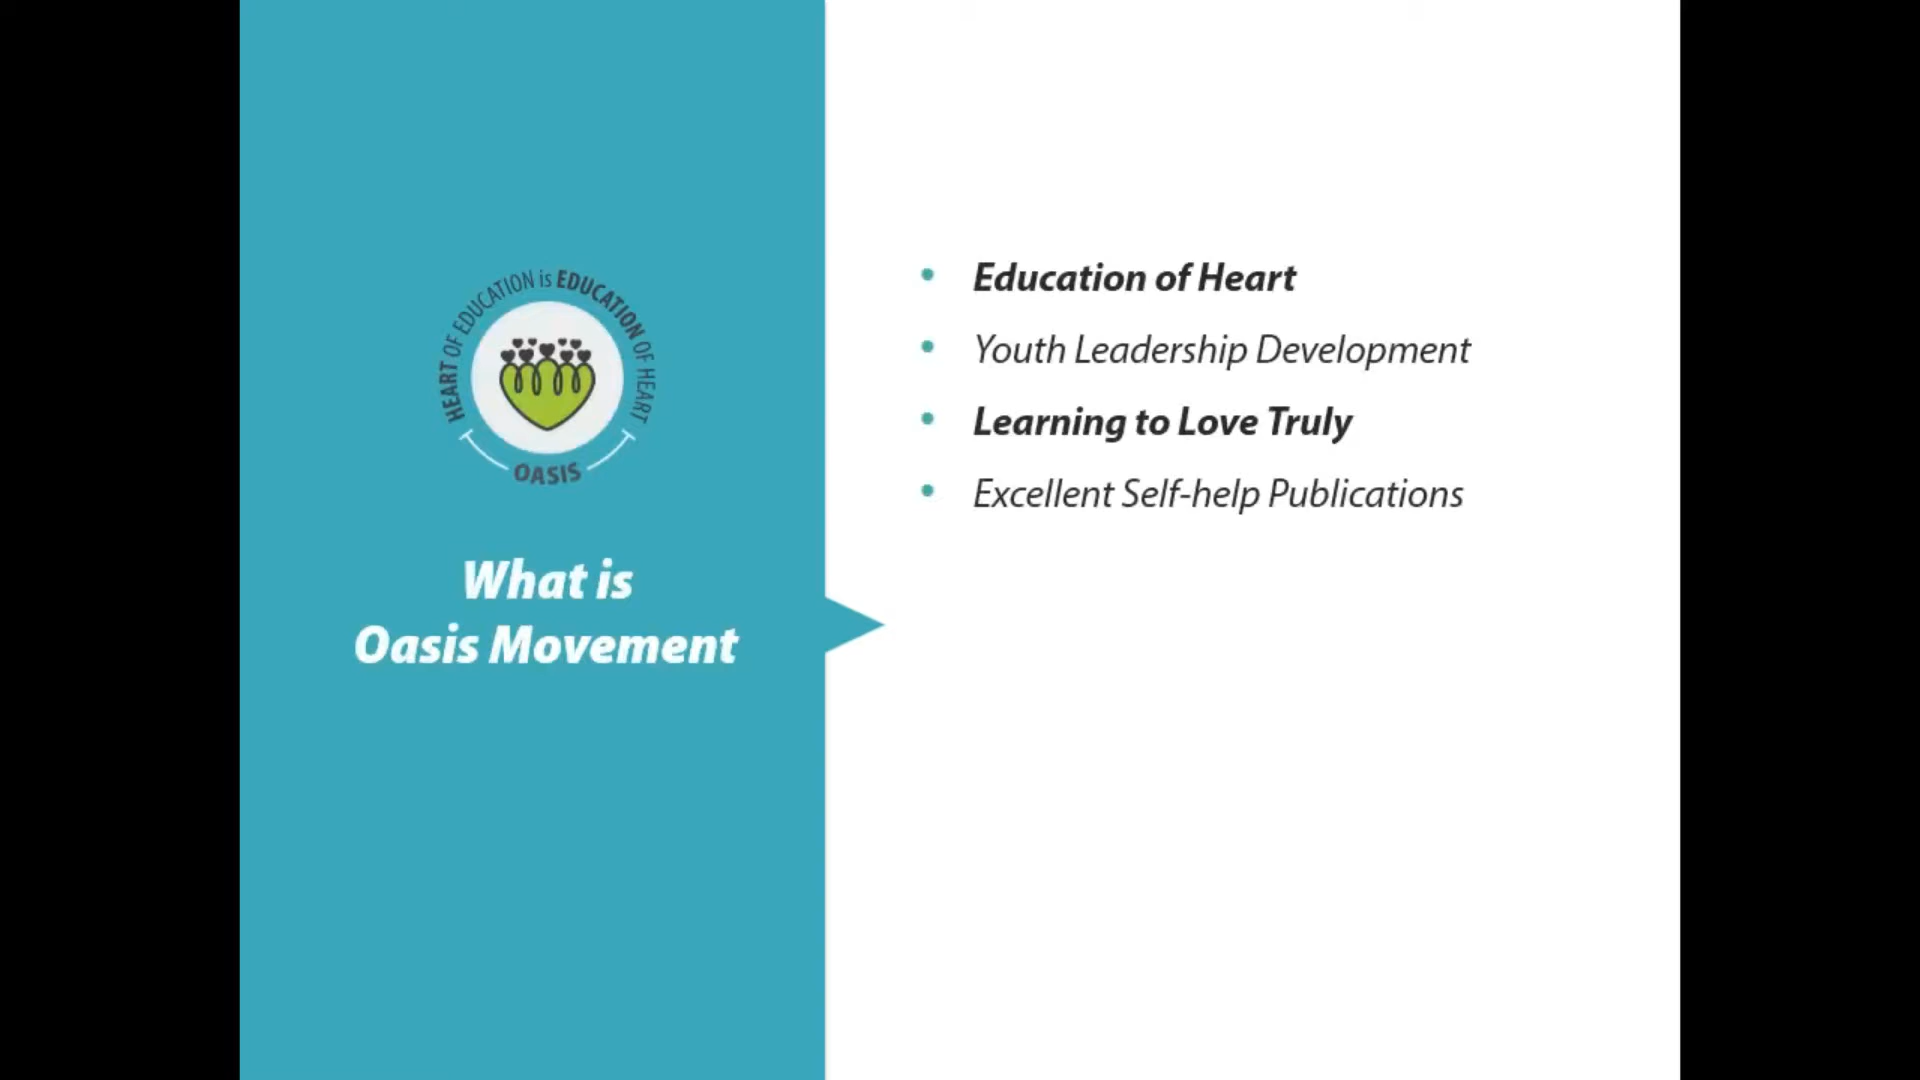 HEART OF EDUCATION is EDUCATION OF HEART
OASIS
What is
Oasis Movement
Education of Heart
Youth Leadership Development
Learning to Love Truly
Excellent Self-help Publications